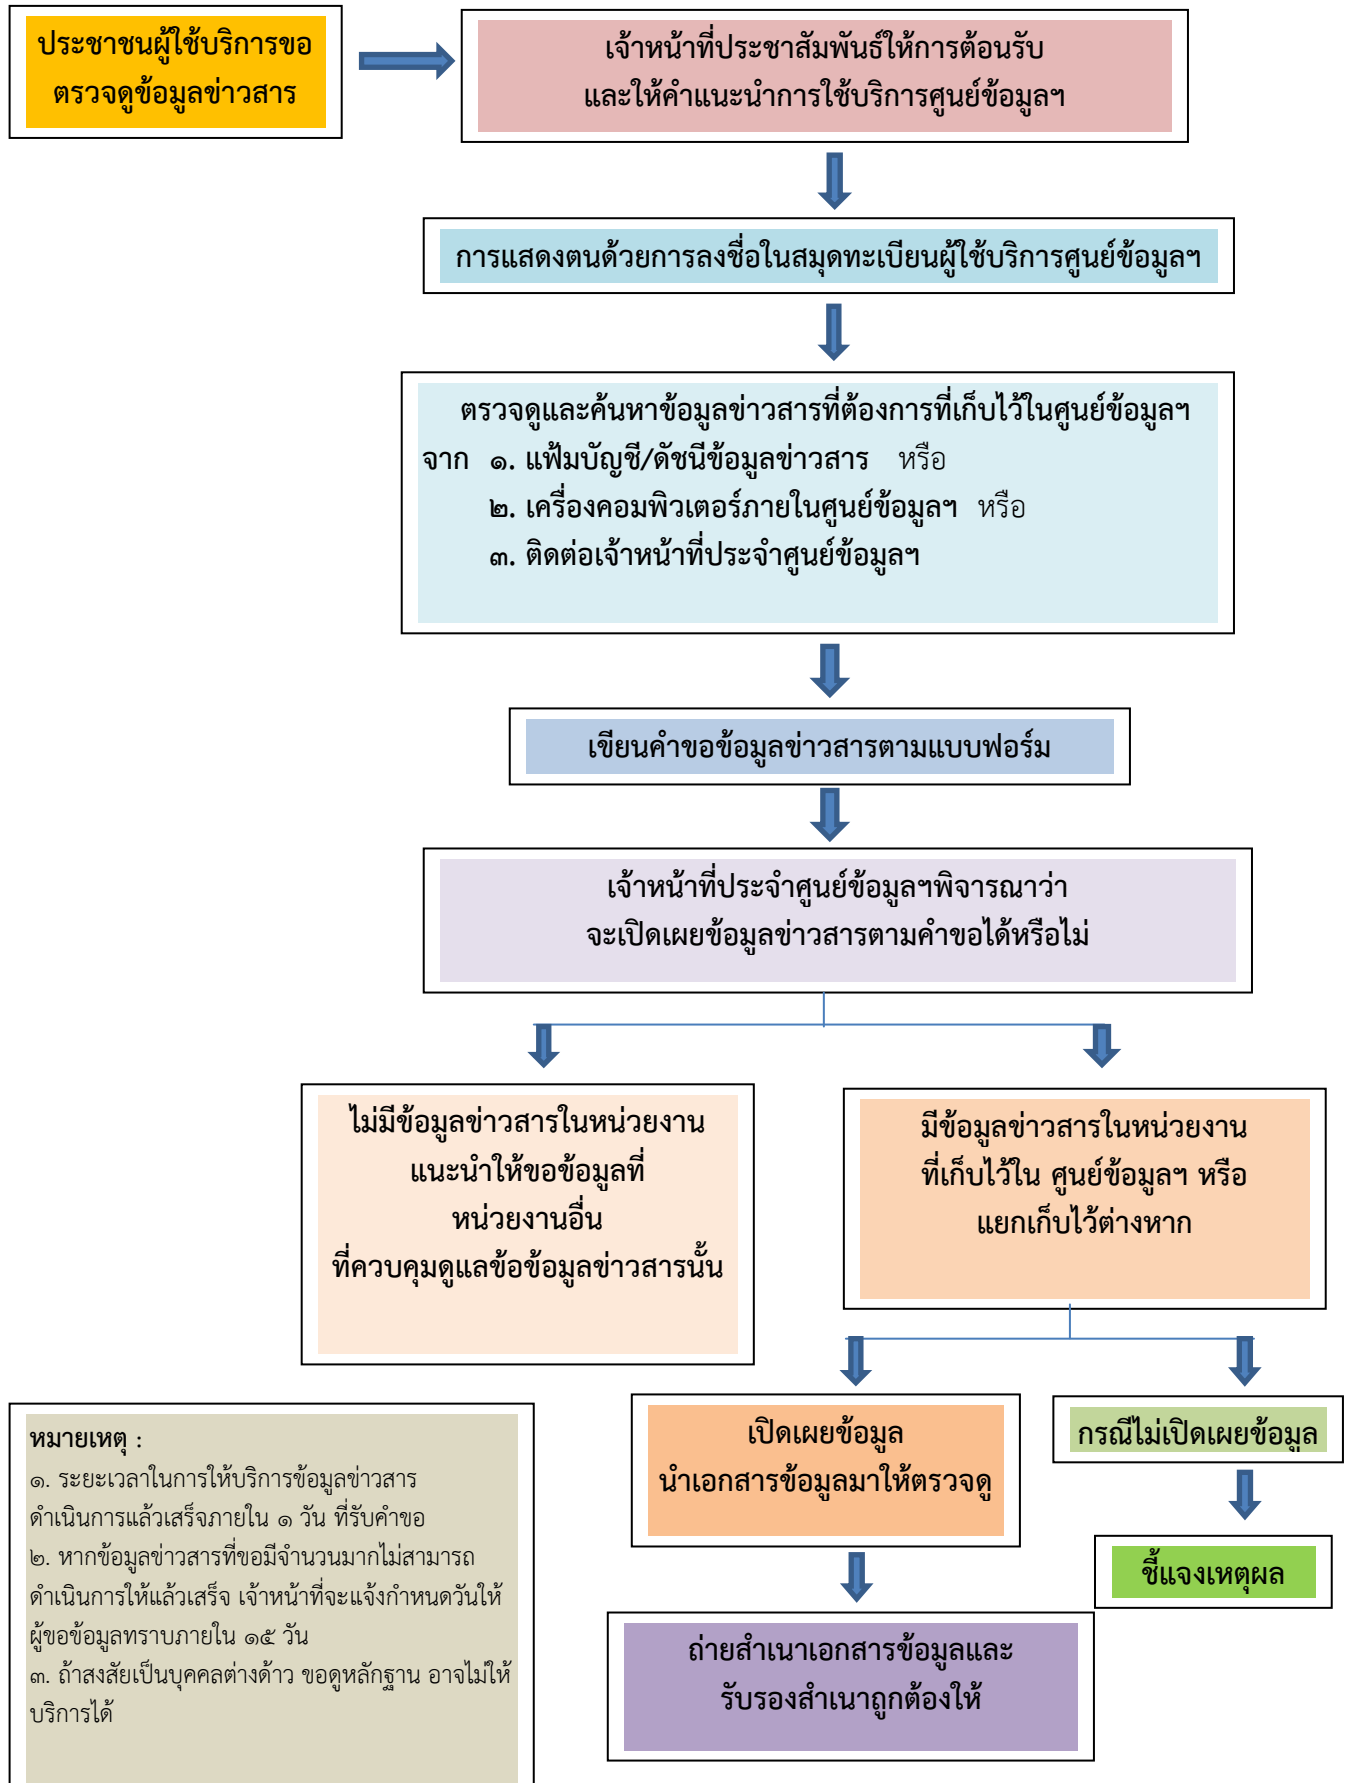 ประชาชนผู้ใช้บริการขอ
ตรวจดูข้อมูลข่าวสาร
เจ้าหน้าที่ประชาสัมพันธ์ให้การต้อนรับ
และให้คำแนะนำการใช้บริการศูนย์ข้อมูลฯ
การแสดงตนด้วยการลงชื่อในสมุดทะเบียนผู้ใช้บริการศูนย์ข้อมูลฯ
ตรวจดูและค้นหาข้อมูลข่าวสารที่ต้องการที่เก็บไว้ในศูนย์ข้อมูลฯ
จาก ๑. แฟ้มบัญชี/ดัชนีข้อมูลข่าวสาร หรือ
๒. เครื่องคอมพิวเตอร์ภายในศูนย์ข้อมูลฯ หรือ
๓. ติดต่อเจ้าหน้าที่ประจำศูนย์ข้อมูลฯ
เขียนคำขอข้อมูลข่าวสารตามแบบฟอร์ม
เจ้าหน้าที่ประจำศูนย์ข้อมูลฯพิจารณาว่า
จะเปิดเผยข้อมูลข่าวสารตามคำขอได้หรือไม่
ไม่มีข้อมูลข่าวสารในหน่วยงาน
แนะนำให้ขอข้อมูลที่
หน่วยงานอื่น
ที่ควบคุมดูแลข้อข้อมูลข่าวสารนั้น
มีข้อมูลข่าวสารในหน่วยงาน
ที่เก็บไว้ใน ศูนย์ข้อมูลฯ หรือ
แยกเก็บไว้ต่างหาก
เปิดเผยข้อมูล
นำเอกสารข้อมูลมาให้ตรวจดู
กรณีไม่เปิดเผยข้อมูล
ชี้แจงเหตุผล
ถ่ายสำเนาเอกสารข้อมูลและ
รับรองสำเนาถูกต้องให้
หมายเหตุ :
๑. ระยะเวลาในการให้บริการข้อมูลข่าวสาร
ดำเนินการแล้วเสร็จภายใน ๑ วัน ที่รับคำขอ
๒. หากข้อมูลข่าวสารที่ขอมีจำนวนมากไม่สามารถ
ดำเนินการให้แล้วเสร็จ เจ้าหน้าที่จะแจ้งกำหนดวันให้
ผู้ขอข้อมูลทราบภายใน ๑๕ วัน
๓. ถ้าสงสัยเป็นบุคคลต่างด้าว ขอดูหลักฐาน อาจไม่ให้
บริการได้